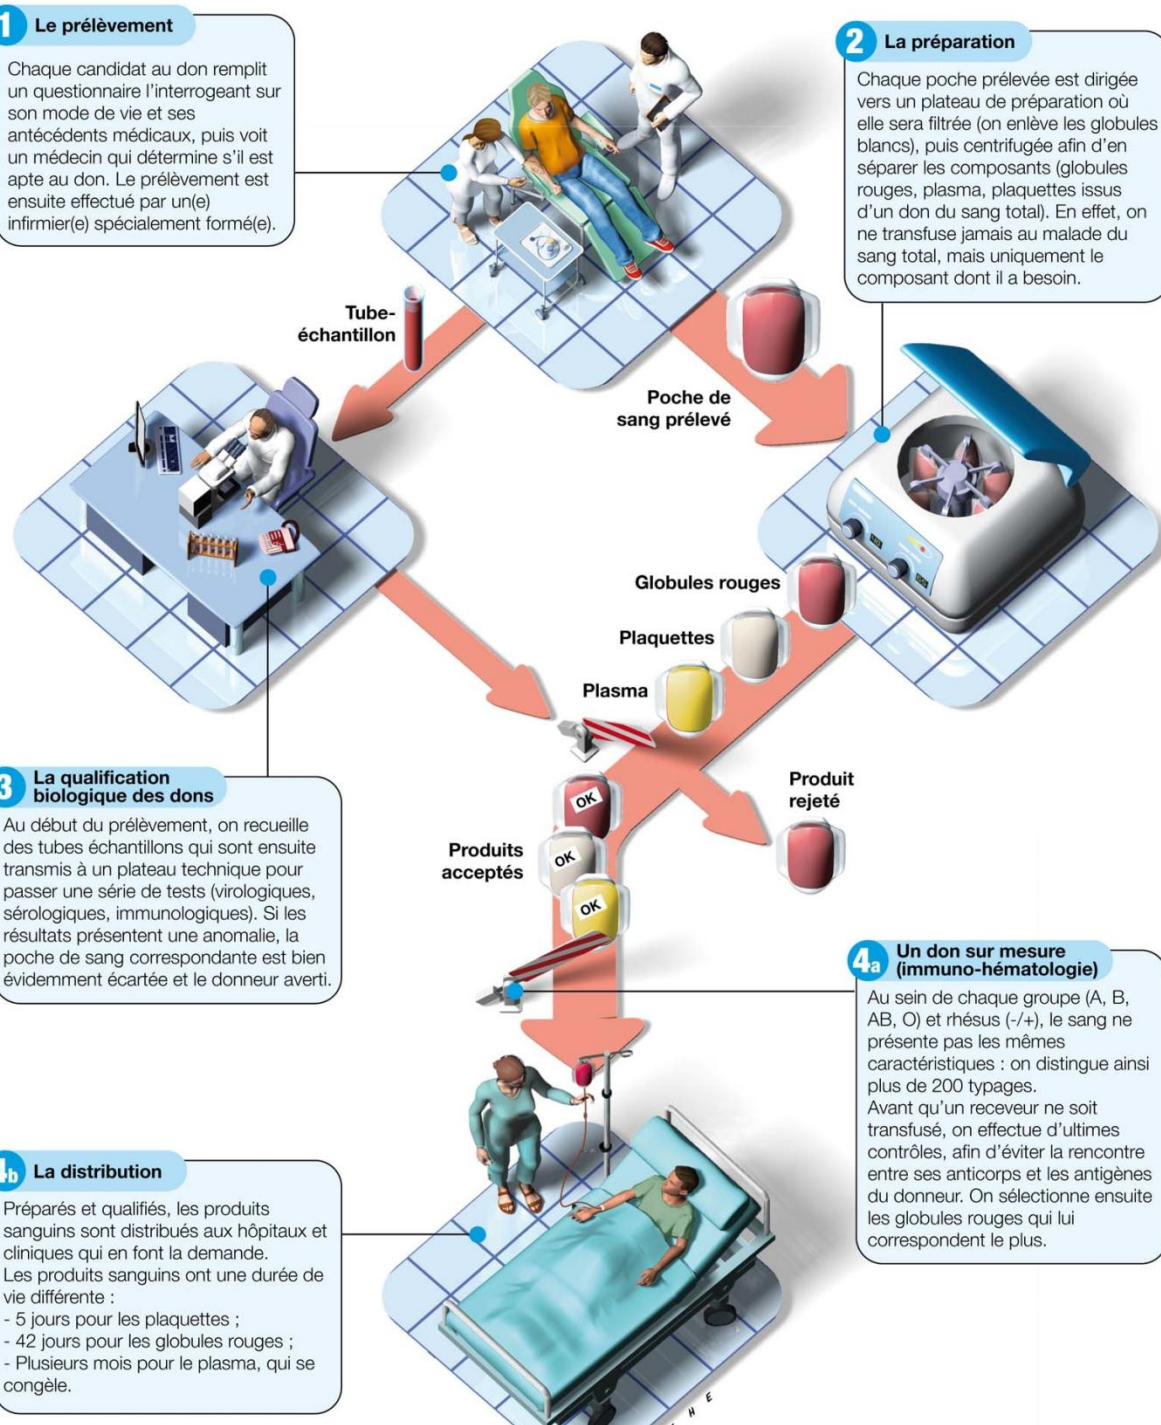 1 Le prélèvement
Chaque candidat au don remplit
un questionnaire l'interrogeant sur
son mode de vie et ses
antécédents médicaux, puis voit
un médecin qui détermine s'il est
apte au don. Le prélèvement est
ensuite effectué par un(e)
infirmier(e) spécialement formé(e).
2 La préparation
Chaque poche prélevée est dirigée
vers un plateau de préparation où
elle sera filtrée (on enlève les globules
blancs), puis centrifugée afin d'en
séparer les composants (globules
rouges, plasma, plaquettes issus
d'un don du sang total). En effet, on
ne transfuse jamais au malade du
sang total, mais uniquement le
composant dont il a besoin.
Tube-
échantillon
Poche de
sang prélevé
Globules rouges
Plaquettes
Plasma
3 La qualification
biologique des dons
Au début du prélèvement, on recueille
des tubes échantillons qui sont ensuite
transmis à un plateau technique pour
passer une série de tests (virologiques,
sérologiques, immunologiques). Si les
résultats présentent une anomalie, la
poche de sang correspondante est bien
évidemment écartée et le donneur averti.
Produit
rejeté
Produits
acceptés
OK
OK
OK
4a Un don sur mesure
(immuno-hématologie)
Au sein de chaque groupe (A, B,
AB, O) et rhésus (-/+), le sang ne
présente pas les mêmes
caractéristiques : on distingue ainsi
plus de 200 typages.
Avant qu'un receveur ne soit
transfusé, on effectue d'ultimes
contrôles, afin d'éviter la rencontre
entre ses anticorps et les antigènes
du donneur. On sélectionne ensuite
les globules rouges qui lui
correspondent le plus.
4b La distribution
Préparés et qualifiés, les produits
sanguins sont distribués aux hôpitaux et
cliniques qui en font la demande.
Les produits sanguins ont une durée de
vie différente :
- 5 jours pour les plaquettes ;
- 42 jours pour les globules rouges ;
- Plusieurs mois pour le plasma, qui se
congèle.